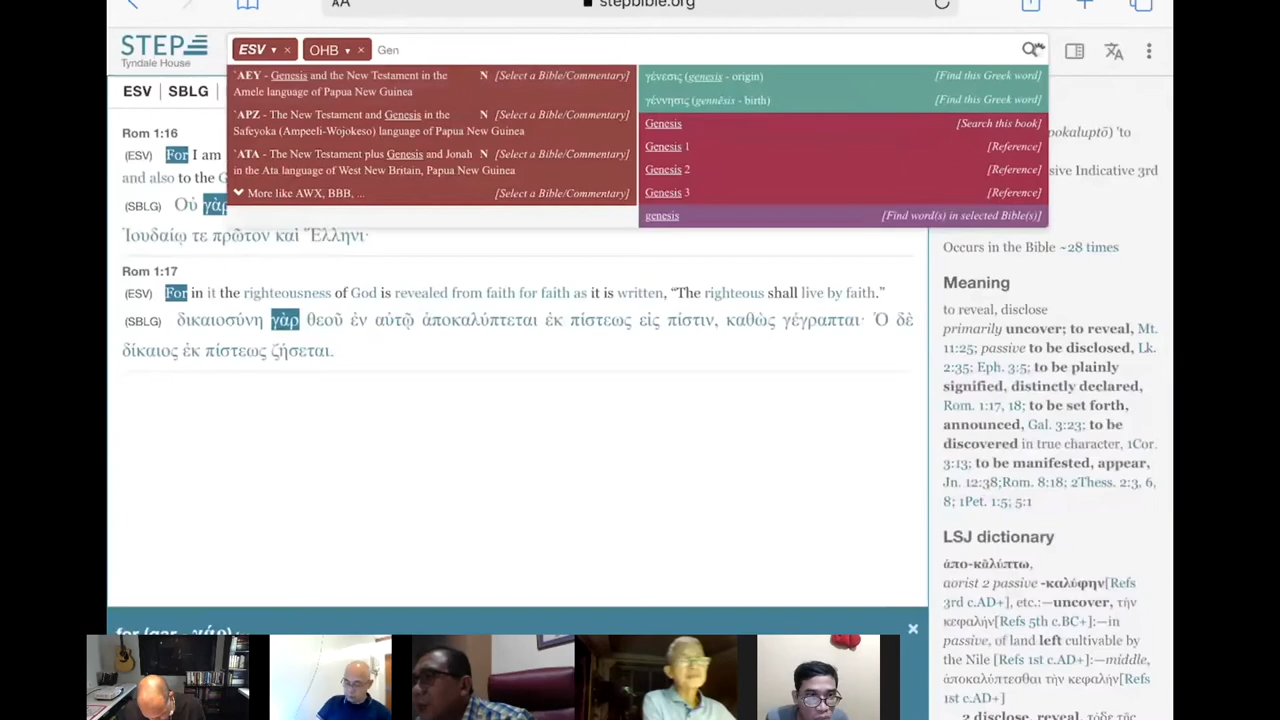 AA
stepbible.org
STEP
Tyndale House
ESV ▾ ×
OHB ▾ ×
Gen
`AEY - Genesis and the New Testament in the N [Select a Bible/Commentary]
Amele language of Papua New Guinea
`APZ - The New Testament and Genesis in the N [Select a Bible/Commentary]
Safeyoka (Ampeeli-Wojokeso) language of Papua New Guinea
`ATA - The New Testament plus Genesis and Jonah N [Select a Bible/Commentary]
in the Ata language of West New Britain, Papua New Guinea
More like AWX, BBB, ... [Select a Bible/Commentary]
γένεσις (genesis - origin) [Find this Greek word]
γέννησις (gennēsis - birth) [Find this Greek word]
Genesis [Search this book]
Genesis 1 [Reference]
Genesis 2 [Reference]
Genesis 3 [Reference]
genesis [Find word(s) in selected Bible(s)]
ESV | SBLG |
Rom 1:16
(ESV) For I am
and also to the G
(SBLG) Οὐ γὰρ
Ἰουδαίῳ τε πρῶτον καὶ Ἕλληνι·
Rom 1:17
(ESV) For in it the righteousness of God is revealed from faith for faith as it is written, “The righteous shall live by faith.”
(SBLG) δικαιοσύνη γὰρ θεοῦ ἐν αὐτῷ ἀποκαλύπτεται ἐκ πίστεως εἰς πίστιν, καθὼς γέγραπται· Ὁ δὲ
δίκαιος ἐκ πίστεως ζήσεται.
pokaluptō) 'to
sive Indicative 3rd
Occurs in the Bible ~28 times
Meaning
to reveal, disclose
primarily uncover; to reveal, Mt.
11:25; passive to be disclosed, Lk.
2:35; Eph. 3:5; to be plainly
signified, distinctly declared,
Rom. 1:17, 18; to be set forth,
announced, Gal. 3:23; to be
discovered in true character, 1Cor.
3:13; to be manifested, appear,
Jn. 12:38;Rom. 8:18; 2Thess. 2:3, 6,
8; 1Pet. 1:5; 5:1
LSJ dictionary
ἀπο-κᾰλύπτω,
aorist 2 passive -καλύφην[Refs
3rd c.AD+], etc.:—uncover, τὴν
κεφαλήν[Refs 5th c.BC+]:—in
passive, of land left cultivable by
the Nile [Refs 1st c.AD+]:—middle,
ἀποκαλύπτεσθαι τὴν κεφαλήν[Refs
1st c.AD+]
2 disclose, reveal, τόδε τῆς
for (gar - γάρ)
×